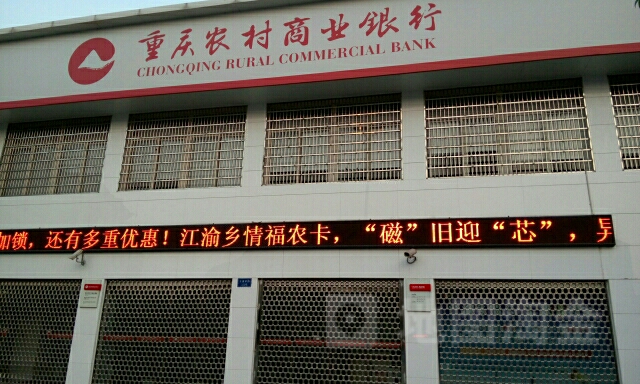 重庆农村商业银行
CHONGQING RURAL COMMERCIAL BANK
加锁，还有多重优惠！江渝乡情福农卡，“磁”旧迎“芯”，